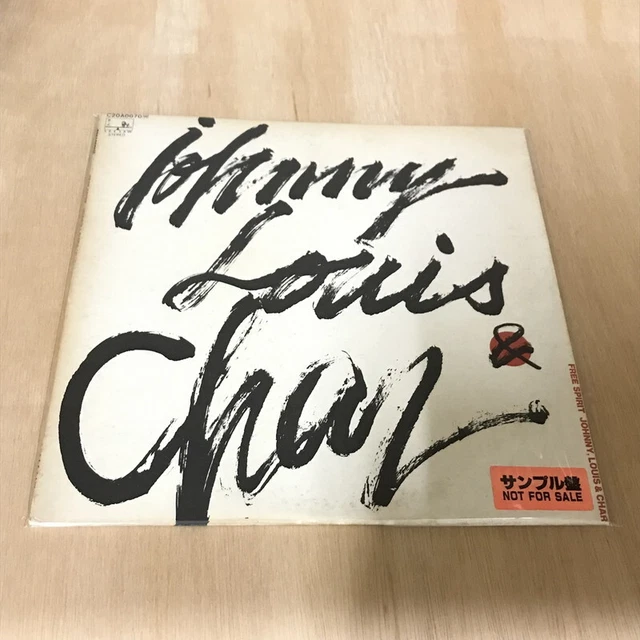 Johnny
Louis
&
Char
FREE SPIRIT JOHNNY, LOUIS & CHAR
サンプル盤
NOT FOR SALE